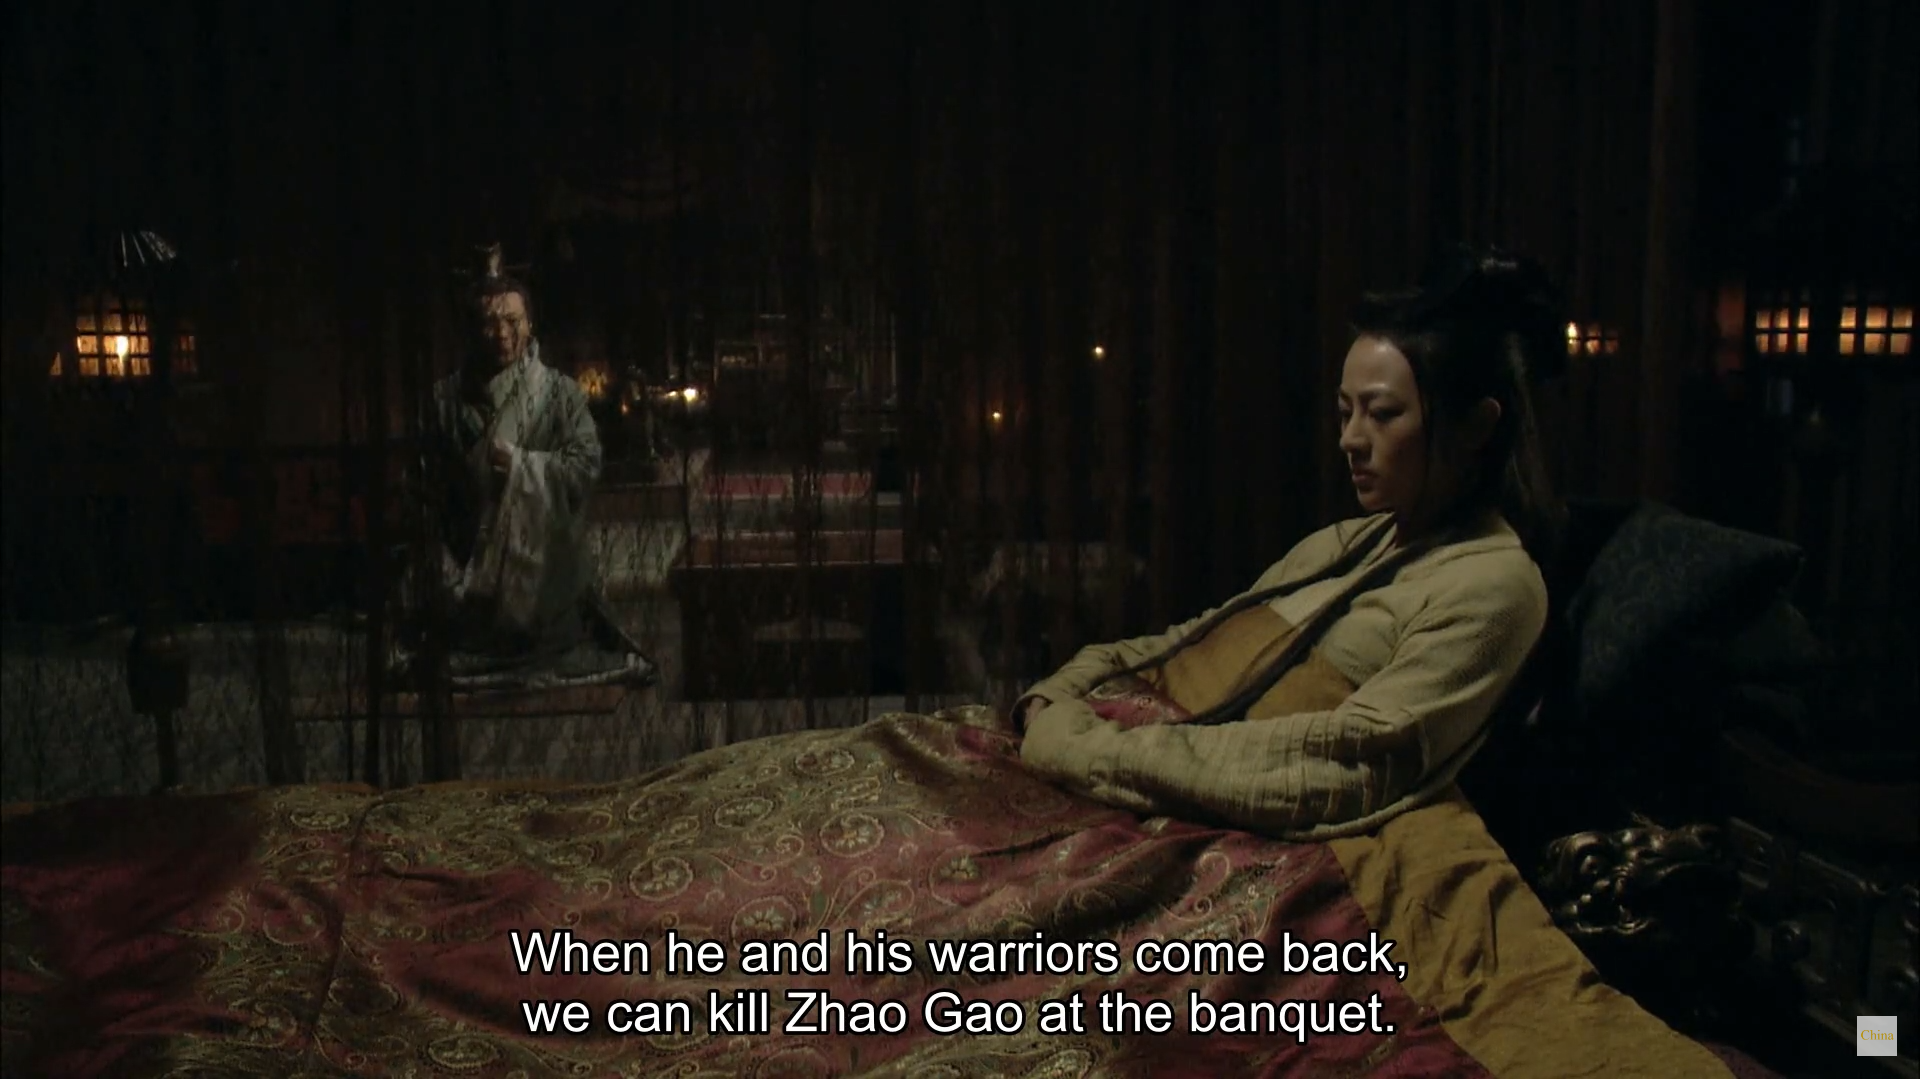 When he and his warriors come back,
we can kill Zhao Gao at the banquet.
China